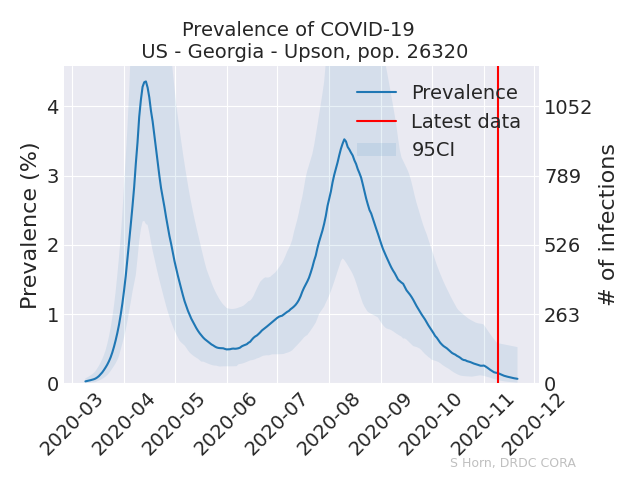 Prevalence of COVID-19
US - Georgia - Upson, pop. 26320
Prevalence
Latest data
95CI
Prevalence (%)
4
3
2
1
0
1052
789
526
263
0
# of infections
2020-03
2020-04
2020-05
2020-06
2020-07
2020-08
2020-09
2020-10
2020-11
2020-12
S Horn, DRDC CORA